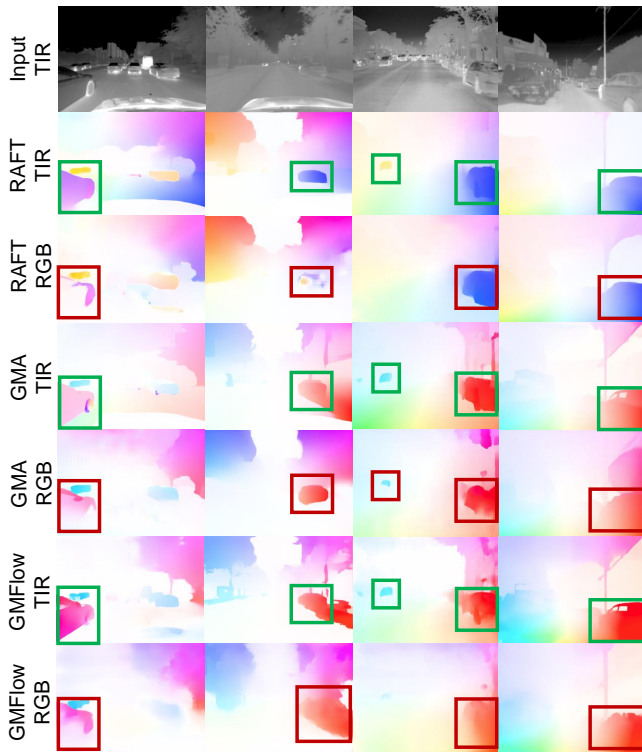 Input
TIR
RAFT
TIR
RAFT
RGB
GMA
TIR
GMA
RGB
GMFlow
TIR
GMFlow
RGB